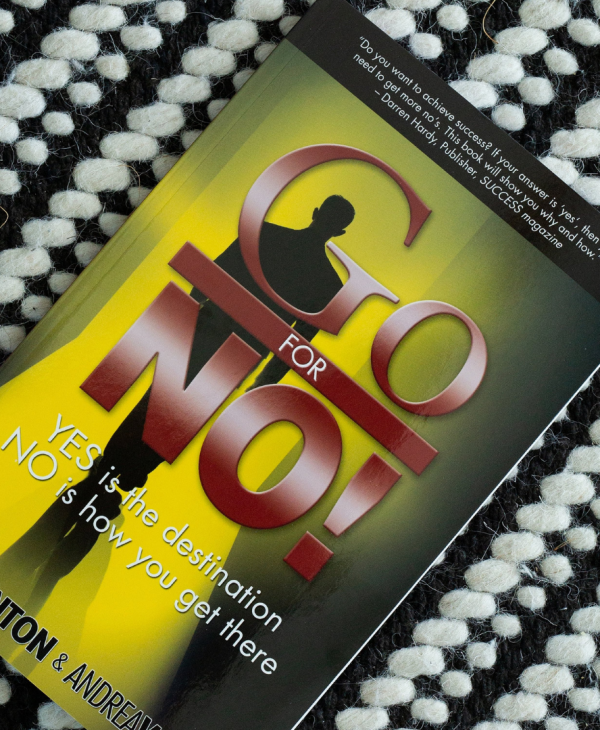 "Do you want to achieve success? If your answer is 'yes', then
need to get more no's. This book will show you why and how."
– Darren Hardy, Publisher, SUCCESS magazine
GO
FOR
NO!
YES is the destination
NO is how you get there
NTON & ANDREA W